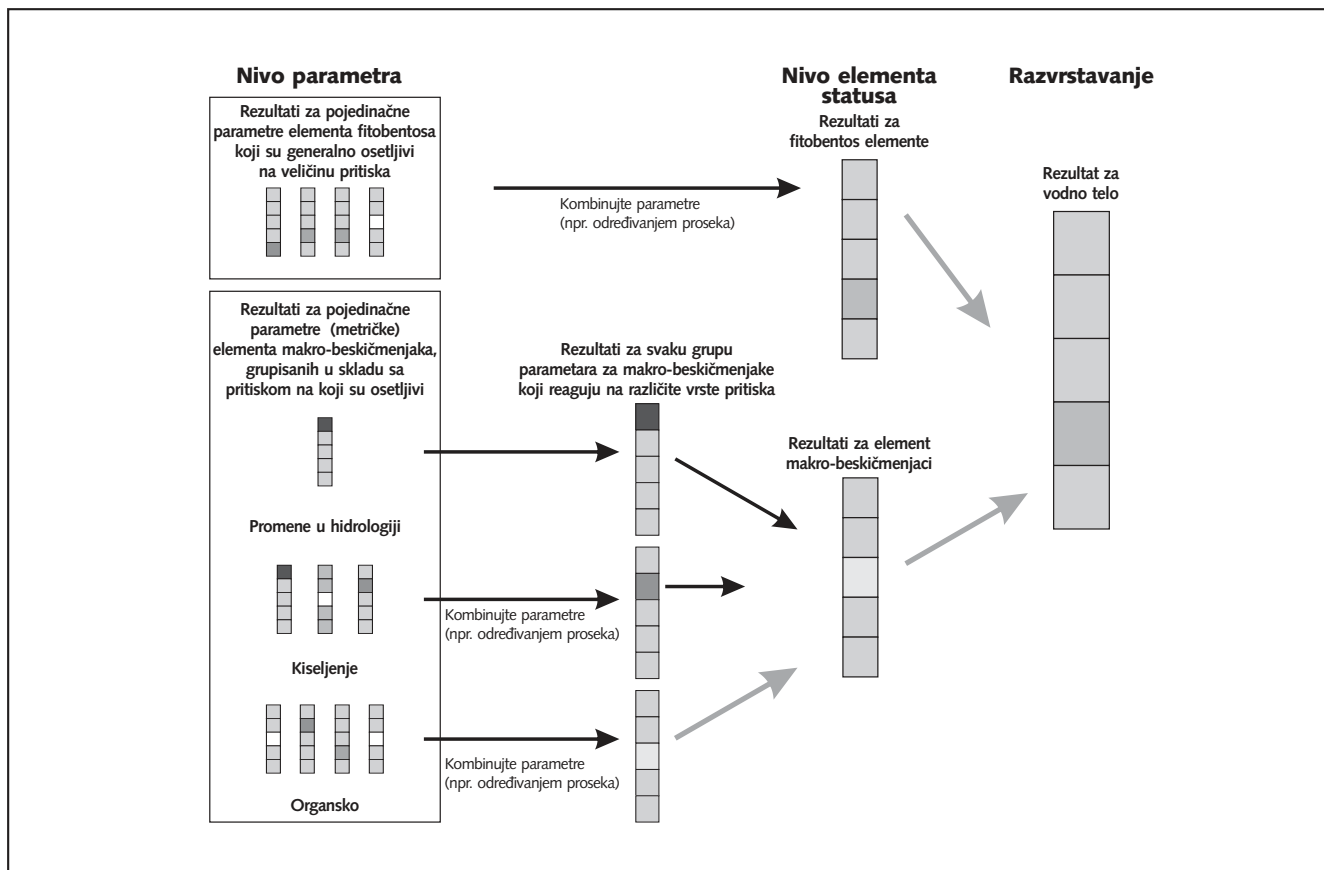 Nivo parametra
Rezultati za pojedinačne
parametre elementa fitobentosa
koji su generalno osetljivi
na veličinu pritiska
Kombinujte parametre
(npr. određivanjem proseka)
Nivo elementa
statusa
Rezultati za
fitobentos elemente
Razvrstavanje
Rezultat za
vodno telo
Rezultati za pojedinačne
parametre (metričke)
elementa makro-beskičmenjaka,
grupisanih u skladu sa
pritiskom na koji su osetljivi
Rezultati za svaku grupu
parametara za makro-beskičmenjake
koji reaguju na različite vrste pritiska
Rezultati za element
makro-beskičmenjaci
Promene u hidrologiji
Kombinujte parametre
(npr. određivanjem proseka)
Kiseljenje
Kombinujte parametre
(npr. određivanjem proseka)
Organsko